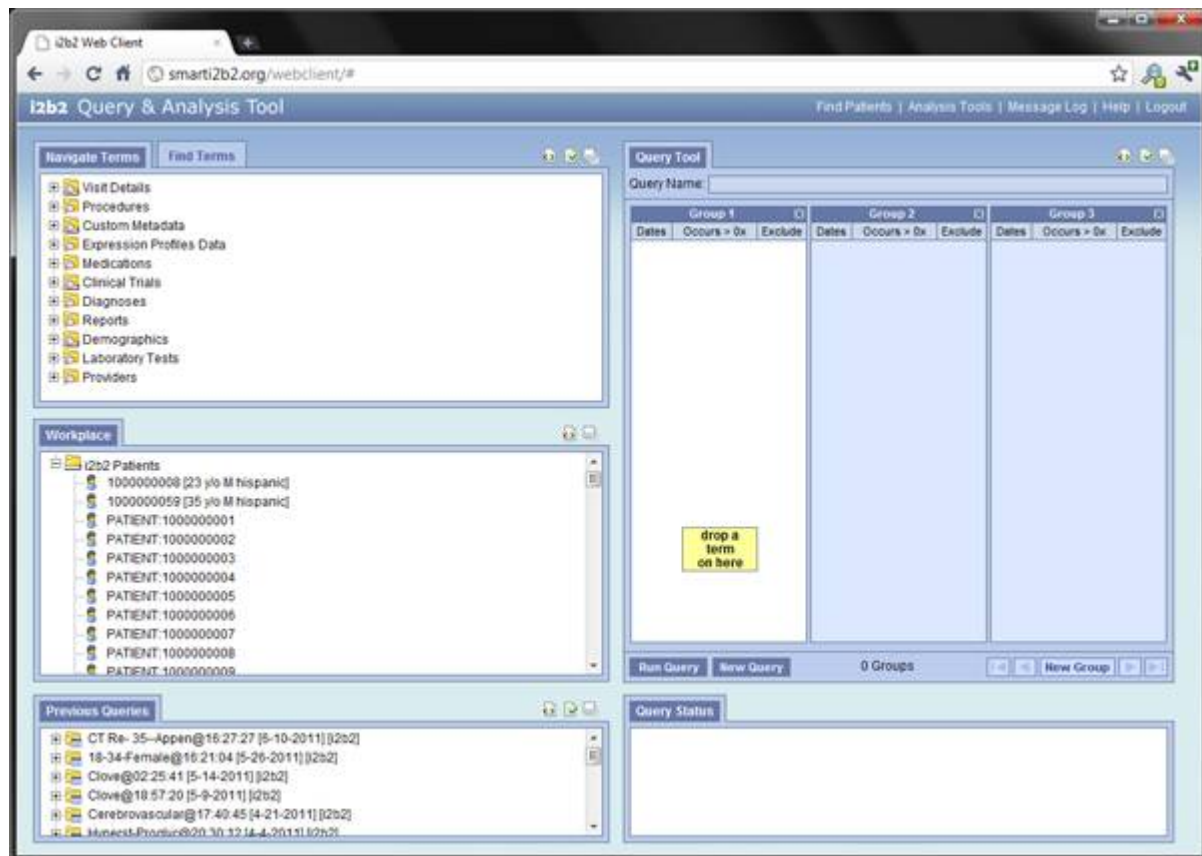 i2b2 Web Client
smarti2b2.org/webclient/#
i2b2 Query & Analysis Tool
Find Patients | Analysis Tools | Message Log | Help | Logout
Navigate Terms Find Terms
Visit Details
Procedures
Custom Metadata
Expression Profiles Data
Medications
Clinical Trials
Diagnoses
Reports
Demographics
Laboratory Tests
Providers
Workplace
i2b2 Patients
1000000008 [23 y/o M hispanic]
1000000059 [35 y/o M hispanic]
PATIENT:1000000001
PATIENT:1000000002
PATIENT:1000000003
PATIENT:1000000004
PATIENT:1000000005
PATIENT:1000000006
PATIENT:1000000007
PATIENT:1000000008
PATIENT:1000000009
Previous Queries
CT Re- 35--Appen@16:27:27 [6-10-2011] [i2b2]
18-34-Female@16:21:04 [5-26-2011] [i2b2]
Clove@02:25:41 [5-14-2011] [i2b2]
Clove@18:57:20 [5-9-2011] [i2b2]
Cerebrovascular@17:40:45 [4-21-2011] [i2b2]
[4-4-2011] [i2b2]
Query Tool
Query Name:
Group 1 Group 2 Group 3
Dates Occurs > 0x Exclude Dates Occurs > 0x Exclude Dates Occurs > 0x Exclude
drop a
term
on here
Run Query New Query 0 Groups New Group
Query Status